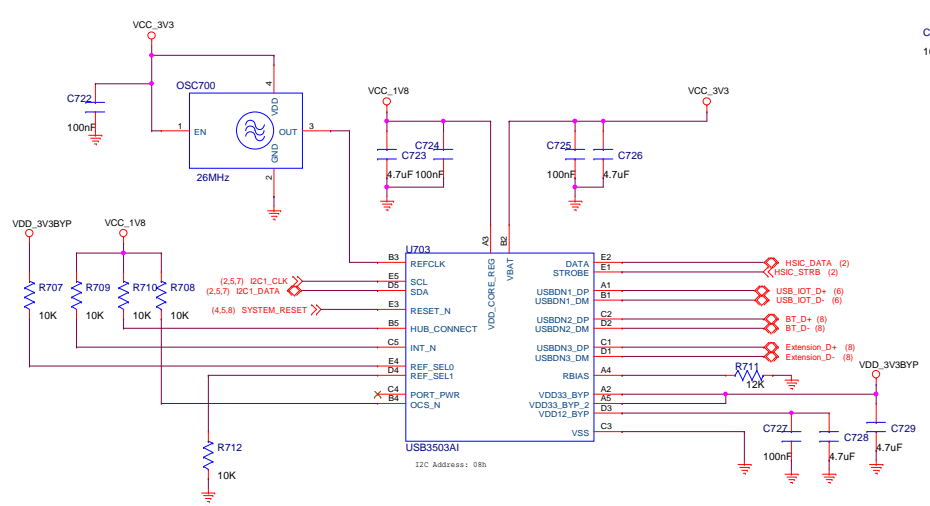 VCC_3V3
C
OSC700
4
VDD
VCC_1V8
VCC_3V3
C722
100nF
1
EN
OUT
3
GND
2
26MHz
C723
4.7uF
C724
100nF
C725
100nF
C726
4.7uF
VDD_3V3BYP
VCC_1V8
A3
B2
U703
VDD_CORE_REG
VBAT
B3
REFCLK
DATA
E2
HSIC_DATA (2)
STROBE
E1
HSIC_STRB (2)
R707
10K
R709
10K
R710
10K
R708
10K
(2,5,7) I2C1_CLK
E5
SCL
(2,5,7) I2C1_DATA
D5
SDA
USBDN1_DP
A1
USB_IOT_D+ (6)
USBDN1_DM
B1
USB_IOT_D- (6)
(4,5,8) SYSTEM_RESET
E3
RESET_N
USBDN2_DP
C2
BT_D+ (8)
USBDN2_DM
D2
BT_D- (8)
B5
HUB_CONNECT
C5
INT_N
USBDN3_DP
C1
Extension_D+ (8)
USBDN3_DM
D1
Extension_D- (8)
E4
REF_SEL0
D4
REF_SEL1
RBIAS
A4
R711
12K
VDD_3V3BYP
C4
PORT_PWR
B4
OCS_N
VDD33_BYP
A2
VDD33_BYP_2
A5
VDD12_BYP
D3
VSS
C3
C727
100nF
C728
4.7uF
C729
4.7uF
R712
10K
USB3503AI
I2C Address: 08h